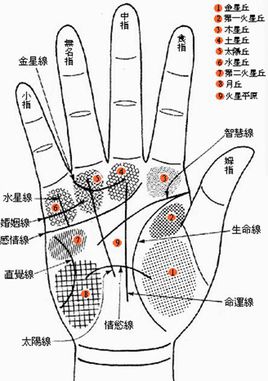 中指
無名指
食指
金星線
小指
姆指
智慧線
水星線
婚姻線
感情線
直覺線
太陽線
情慾線
命運線
生命線
1 金星丘
2 第一火星丘
3 木星丘
4 土星丘
5 太陽丘
6 水星丘
7 第二火星丘
8 月丘
9 火星平原
6
5
4
3
2
7
9
1